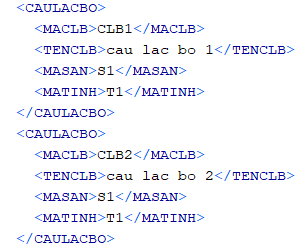 <CAULACBO>
<MACLB>CLB1</MACLB>
<TENCLB>cau lac bo 1</TENCLB>
<MASAN>S1</MASAN>
<MATINH>T1</MATINH>
</CAULACBO>
<CAULACBO>
<MACLB>CLB2</MACLB>
<TENCLB>cau lac bo 2</TENCLB>
<MASAN>S1</MASAN>
<MATINH>T1</MATINH>
</CAULACBO>